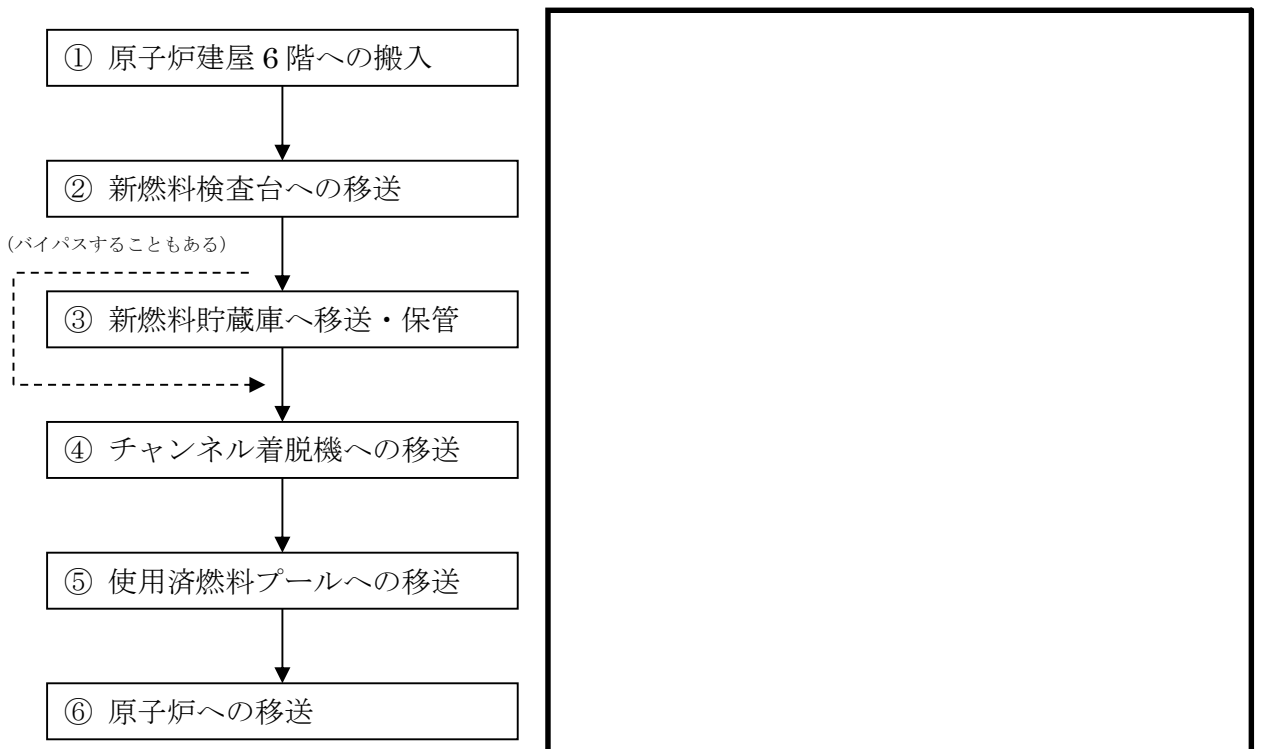 ① 原子炉建屋6階への搬入
② 新燃料検査台への移送
(バイパスすることもある)
③ 新燃料貯蔵庫へ移送・保管
④ チャンネル着脱機への移送
⑤ 使用済燃料プールへの移送
⑥ 原子炉への移送